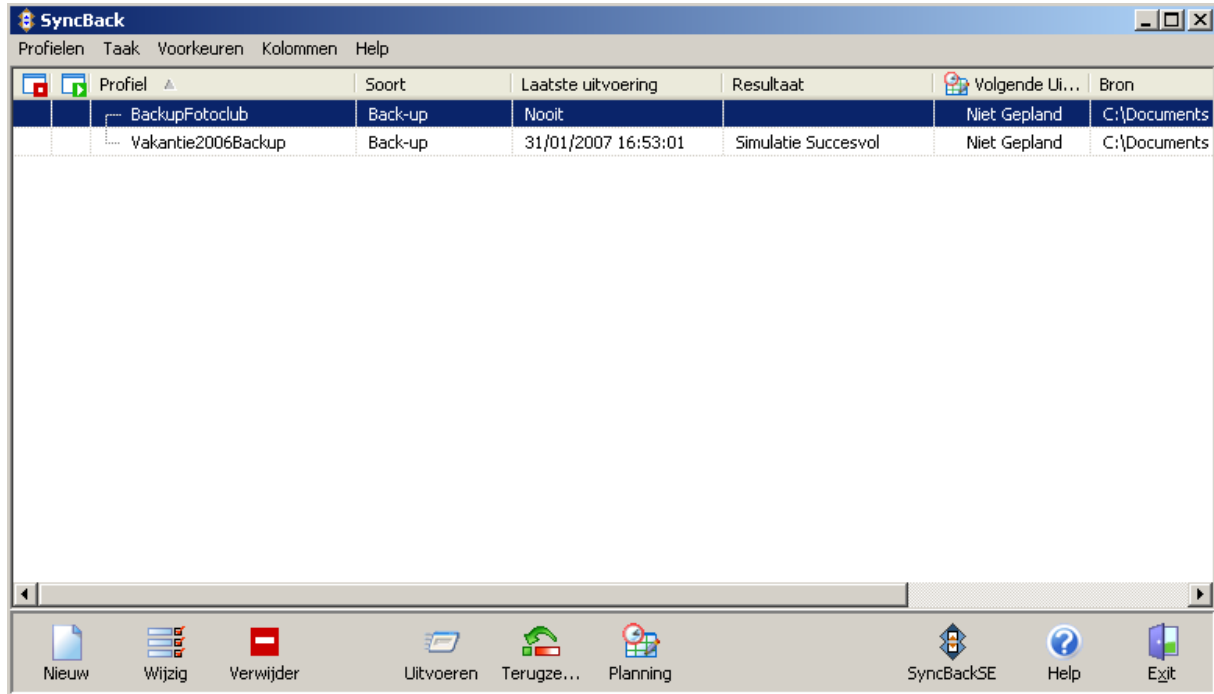 SyncBack
Profielen Taak Voorkeuren Kolommen Help
Profiel Soort Laatste uitvoering Resultaat Volgende Ui... Bron
BackupFotoclub Back-up Nooit Niet Gepland C:\Documents
Vakantie2006Backup Back-up 31/01/2007 16:53:01 Simulatie Succesvol Niet Gepland C:\Documents
Nieuw Wijzig Verwijder Uitvoeren Terugze... Planning SyncBackSE Help Exit